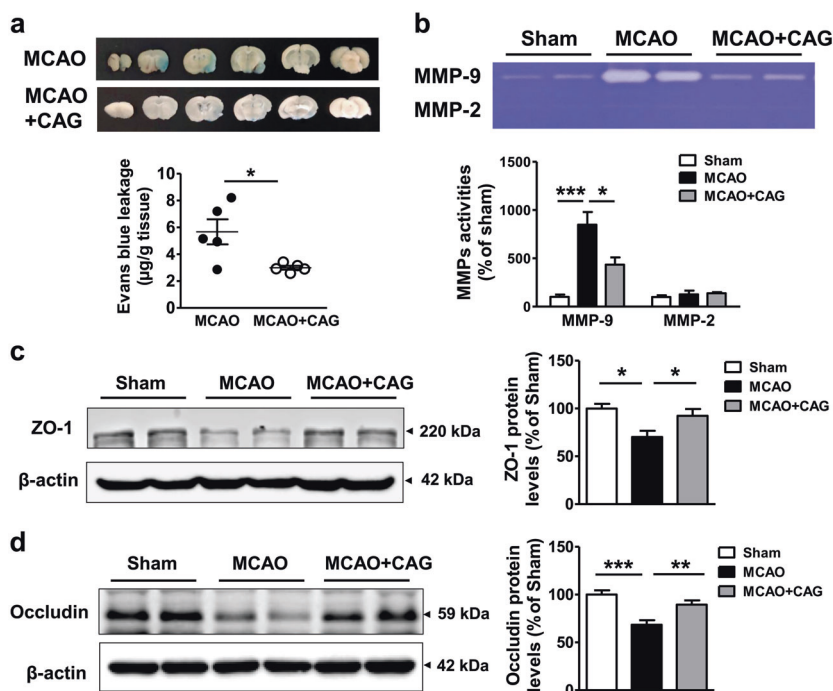 a
MCAO
MCAO
+CAG
Evans blue leakage
(µg/g tissue)
10
8
6
4
2
0
*
MCAO MCAO+CAG
b
Sham MCAO MCAO+CAG
MMP-9
MMP-2
MMPs activities
(% of sham)
1500
1000
500
0
*** *
Sham
MCAO
MCAO+CAG
MMP-9 MMP-2
c
Sham MCAO MCAO+CAG
ZO-1
220 kDa
β-actin
42 kDa
ZO-1 protein
levels (% of Sham)
150
100
50
0
* *
Sham
MCAO
MCAO+CAG
d
Sham MCAO MCAO+CAG
Occludin
59 kDa
β-actin
42 kDa
Occludin protein
levels (% of Sham)
150
100
50
*** **
Sham
MCAO
MCAO+CAG